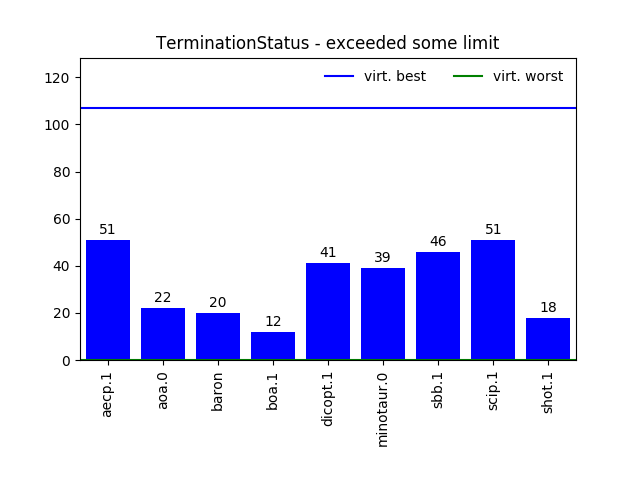 TerminationStatus - exceeded some limit
virt. best
virt. worst
120
100
80
60
40
20
0
51
22
20
12
41
39
46
51
18
aecp.1
aoa.0
baron
boa.1
dicopt.1
minotaur.0
sbb.1
scip.1
shot.1